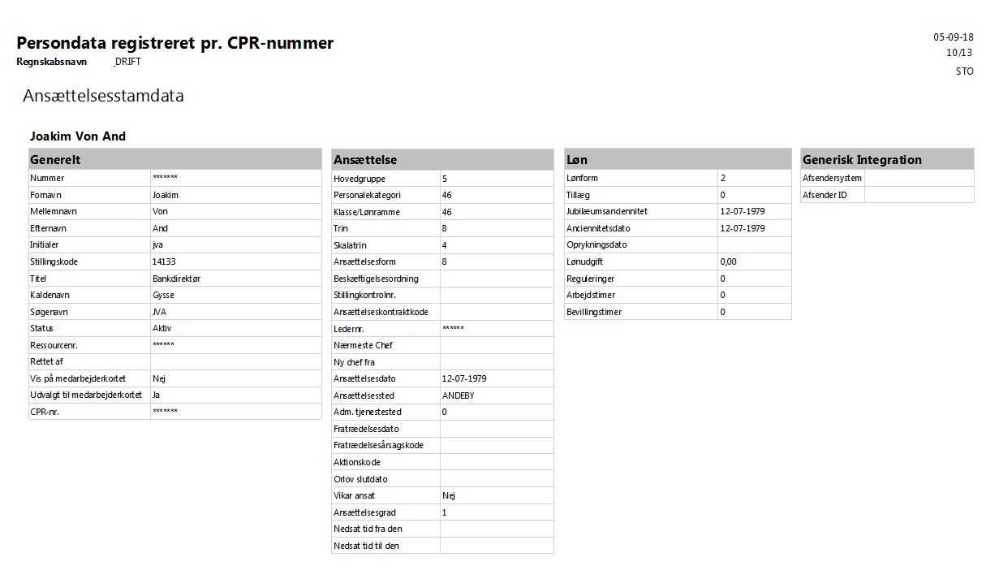 Persondata registreret pr. CPR-nummer
05-09-18
Regnskabsnavn _DRIFT
10/13
STO
Ansættelsesstamdata
Joakim Von And
Generelt
Nummer *******
Fornavn Joakim
Mellemnavn Von
Efternavn And
Initialer jva
Stillingskode 14133
Titel Bankdirektør
Kaldenavn Gysse
Søgenavn JVA
Status Aktiv
Ressourcenr. ******
Rettet af
Vis på medarbejderkortet Nej
Udvalgt til medarbejderkortet Ja
CPR-nr. *******
Ansættelse
Hovedgruppe 5
Personalekategori 46
Klasse/Lønramme 46
Trin 8
Skalatrin 4
Ansættelsesform 8
Beskæftigelsesordning
Stillingkontrolnr.
Ansættelseskontraktkode
Ledernr. ******
Nærmeste Chef
Ny chef fra
Ansættelsesdato 12-07-1979
Ansættelsessted ANDEBY
Adm. tjenestested 0
Fratrædelsesdato
Fratrædelsesårsagskode
Aktionskode
Orlov slutdato
Vikar ansat Nej
Ansættelsesgrad 1
Nedsat tid fra den
Nedsat tid til den
Løn
Lønform 2
Tillæg 0
Jubilæumsanciennitet 12-07-1979
Anciennitetsdato 12-07-1979
Oprykningsdato
Lønudgift 0,00
Reguleringer 0
Arbejdstimer 0
Bevillingstimer 0
Generisk Integration
Afsendersystem
Afsender ID